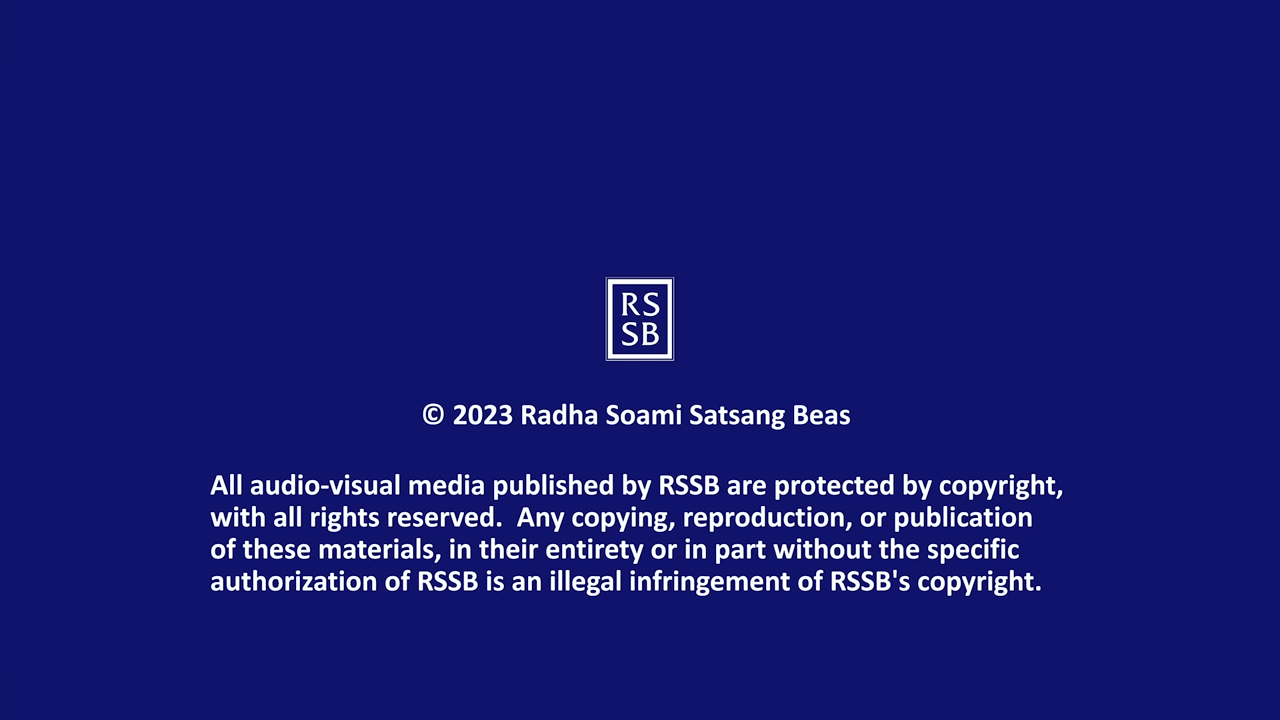 RS
SB
© 2023 Radha Soami Satsang Beas
All audio-visual media published by RSSB are protected by copyright,
with all rights reserved.  Any copying, reproduction, or publication
of these materials, in their entirety or in part without the specific
authorization of RSSB is an illegal infringement of RSSB's copyright.